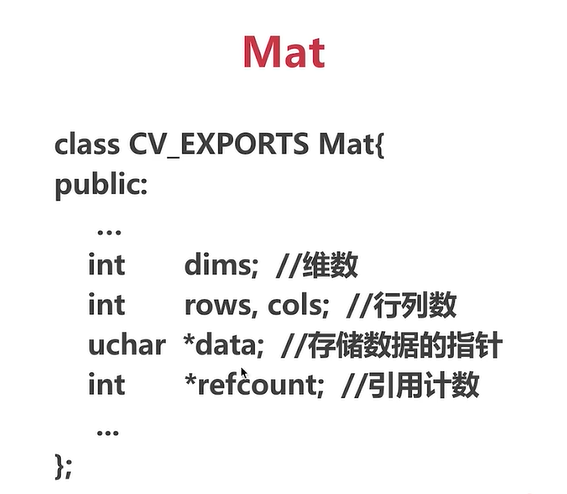 Mat
class CV_EXPORTS Mat{
public:
...
int dims; //维数
int rows, cols; //行列数
uchar *data; //存储数据的指针
int *refcount; //引用计数
...
};